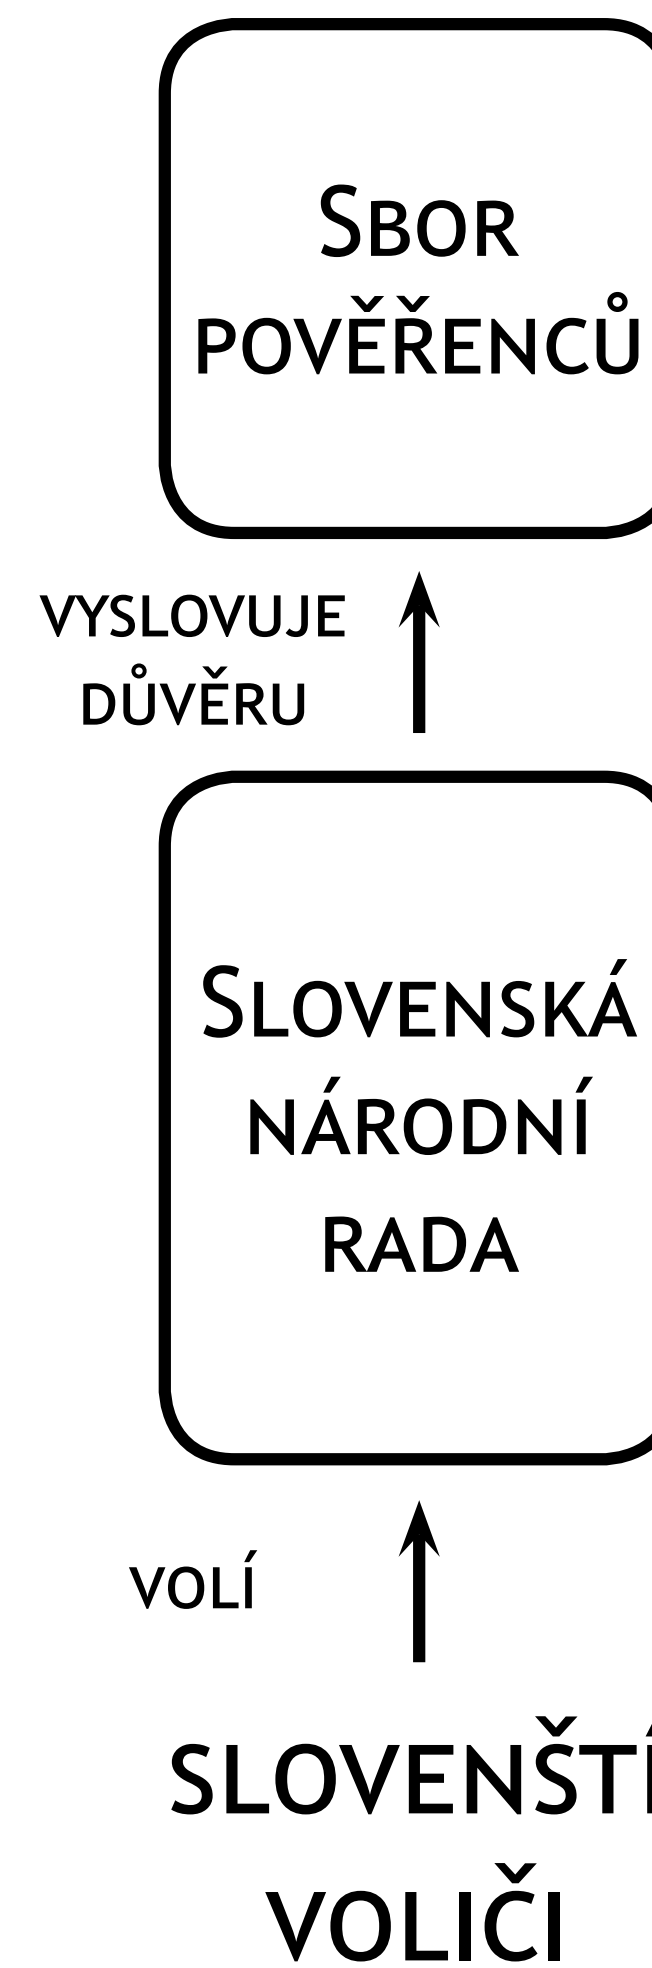 Sbor
pověřenců
vyslovuje
důvěru
Slovenská
národní
rada
volí
slovenští
voliči